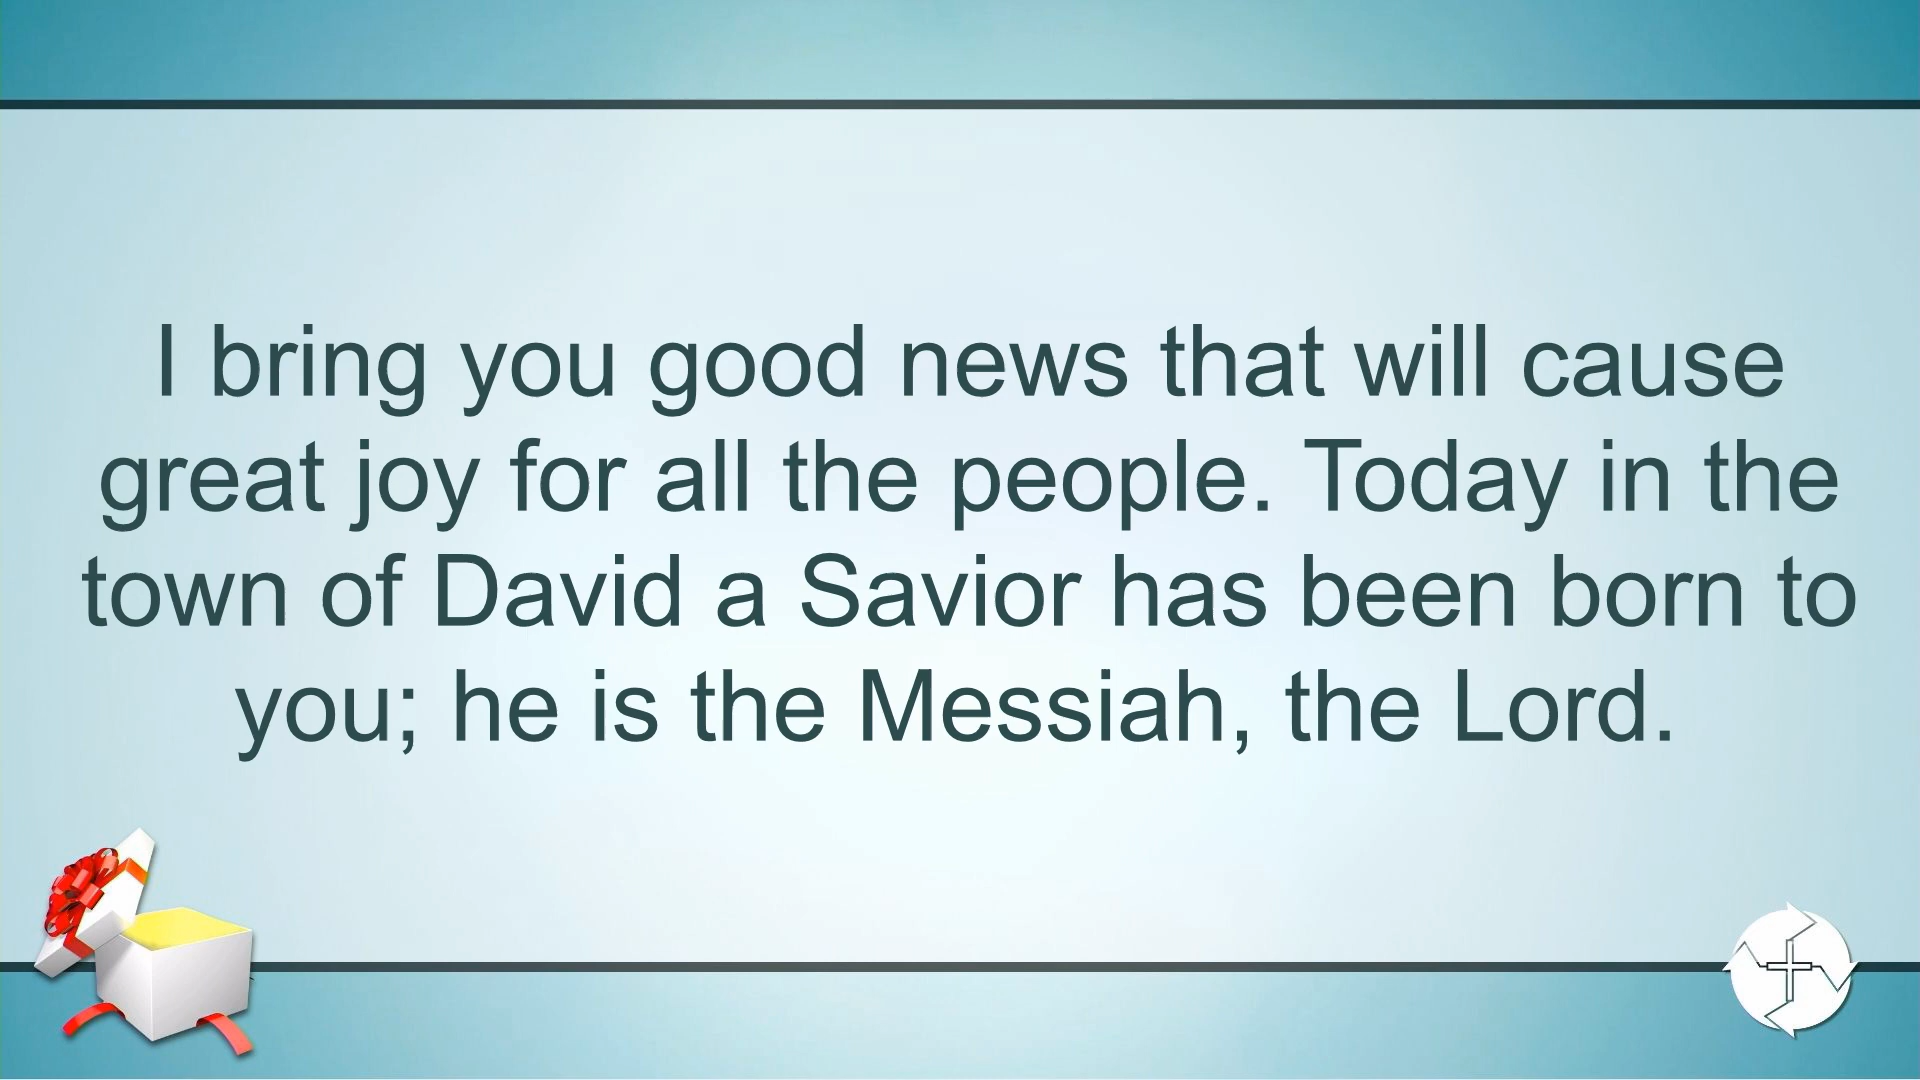 I bring you good news that will cause
great joy for all the people. Today in the
town of David a Savior has been born to
you; he is the Messiah, the Lord.